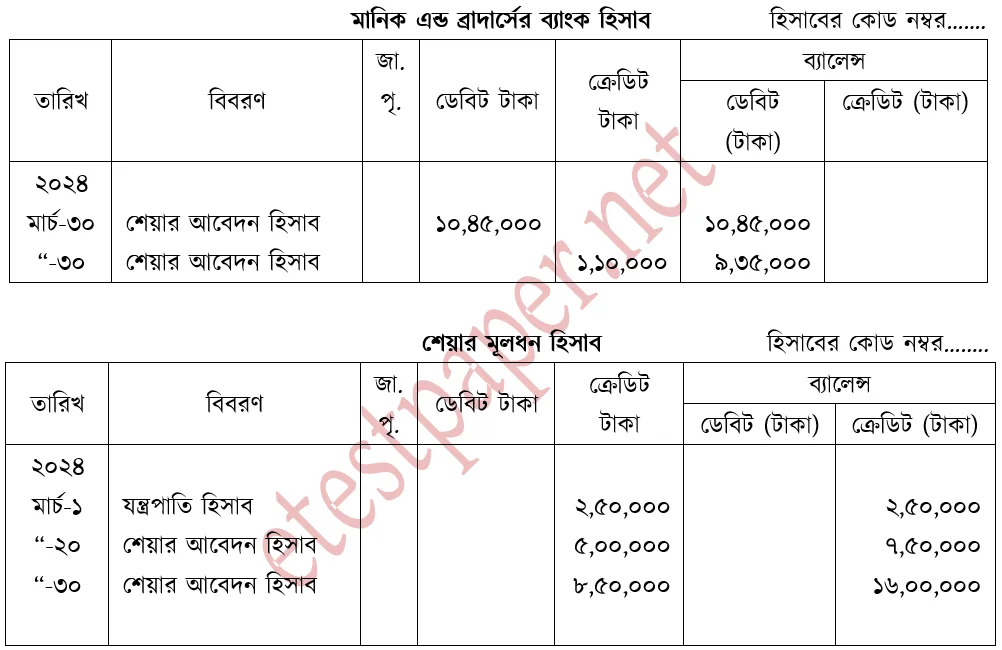 মানিক এন্ড ব্রাদার্সের ব্যাংক হিসাব হিসাবের কোড নম্বর.......
তারিখ বিবরণ জা. পৃ. ডেবিট টাকা ক্রেডিট টাকা ব্যালেন্স
ডেবিট (টাকা) ক্রেডিট (টাকা)
২০২৪
মার্চ-৩০ শেয়ার আবেদন হিসাব ১০,৪৫,০০০ ১০,৪৫,০০০
“-৩০ শেয়ার আবেদন হিসাব ১,১০,০০০ ৯,৩৫,০০০
শেয়ার মূলধন হিসাব হিসাবের কোড নম্বর........
তারিখ বিবরণ জা. পৃ. ডেবিট টাকা ক্রেডিট টাকা ব্যালেন্স
ডেবিট (টাকা) ক্রেডিট (টাকা)
২০২৪
মার্চ-১ যন্ত্রপাতি হিসাব ২,৫০,০০০ ২,৫০,০০০
“-২০ শেয়ার আবেদন হিসাব ৫,০০,০০০ ৭,৫০,০০০
“-৩০ শেয়ার আবেদন হিসাব ৮,৫০,০০০ ১৬,০০,০০০
etestpaper.net